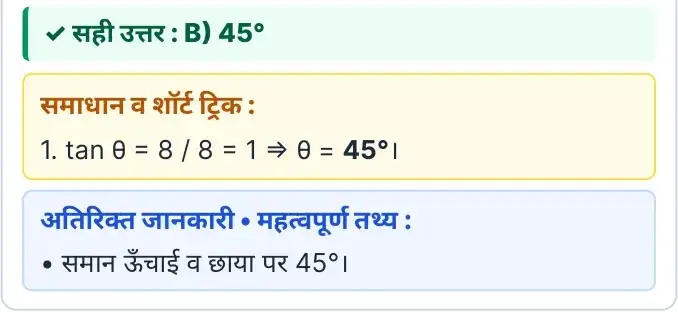 ✓ सही उत्तर : B) 45°
समाधान व शॉर्ट ट्रिक :
1. tan θ = 8 / 8 = 1 ⇒ θ = 45°।
अतिरिक्त जानकारी • महत्वपूर्ण तथ्य :
• समान ऊँचाई व छाया पर 45°।